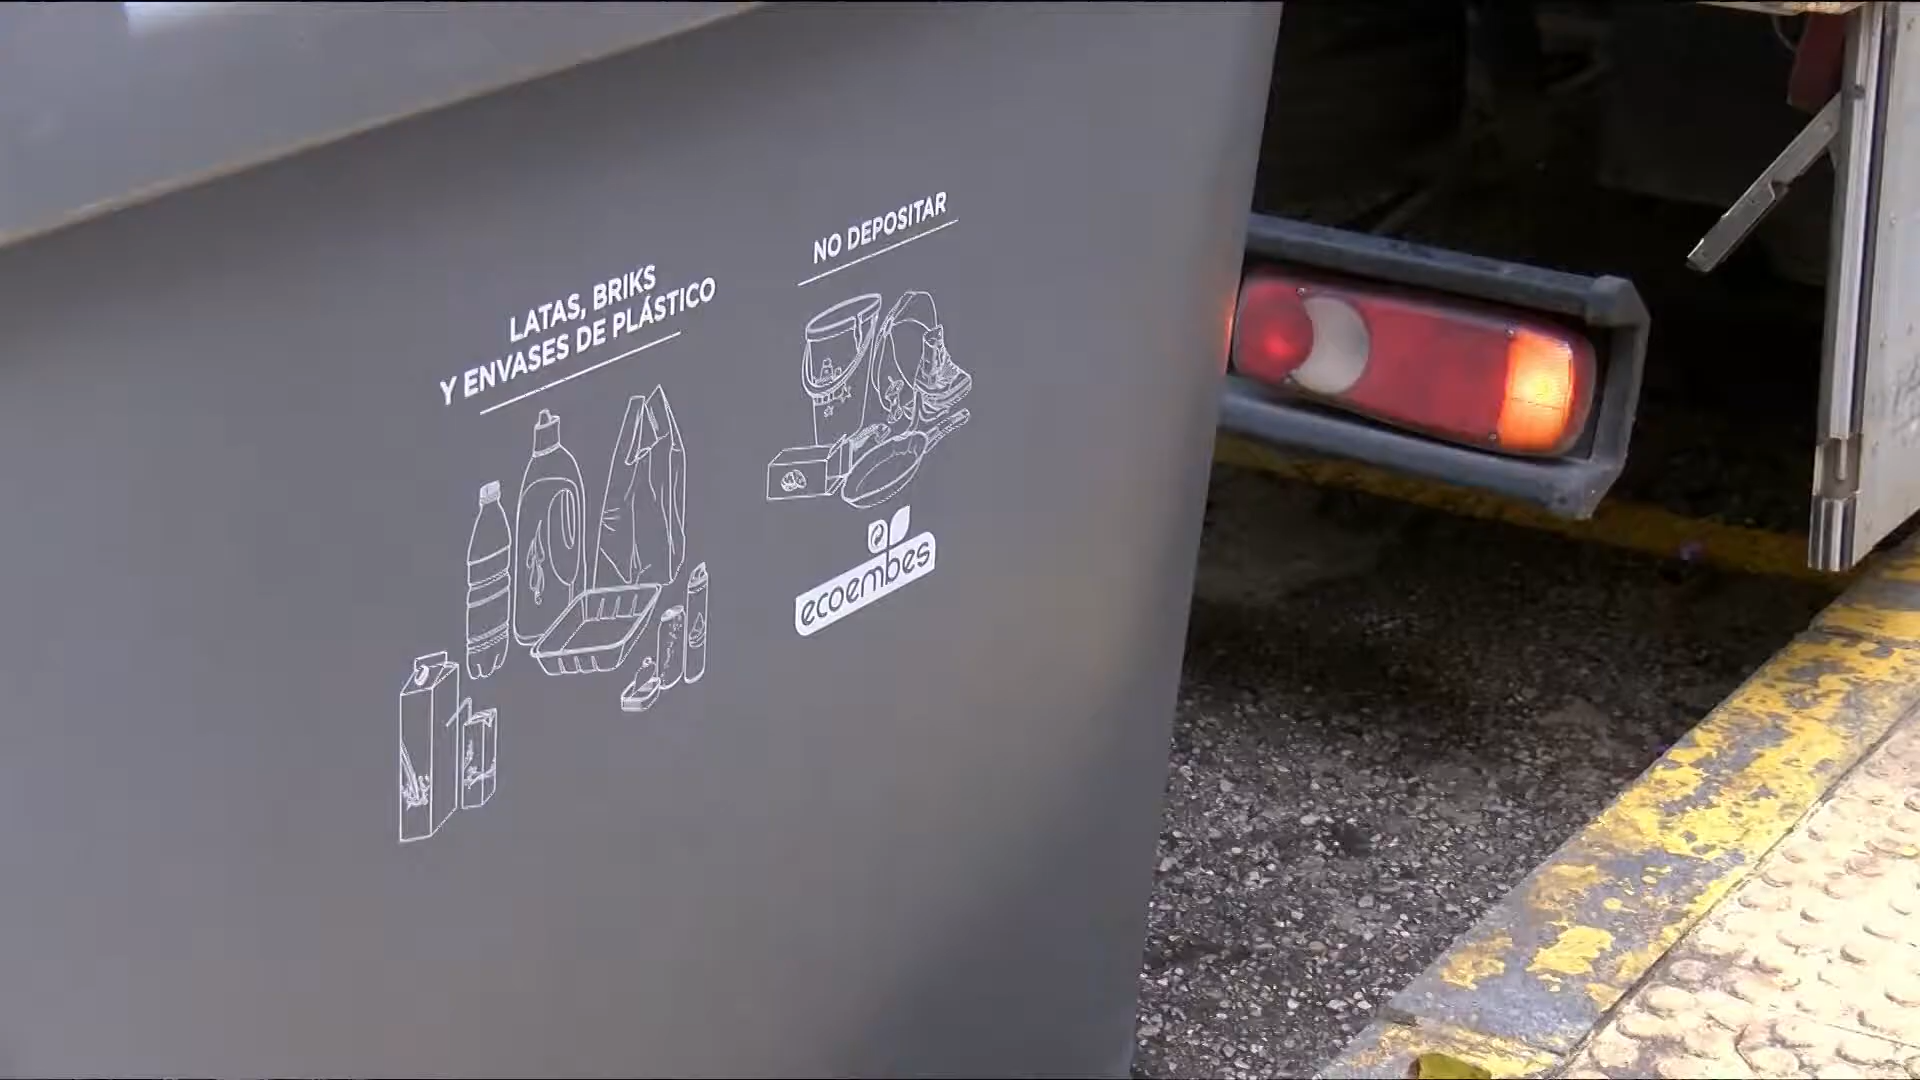 LATAS, BRIKS
Y ENVASES DE PLÁSTICO
NO DEPOSITAR
ecoembes